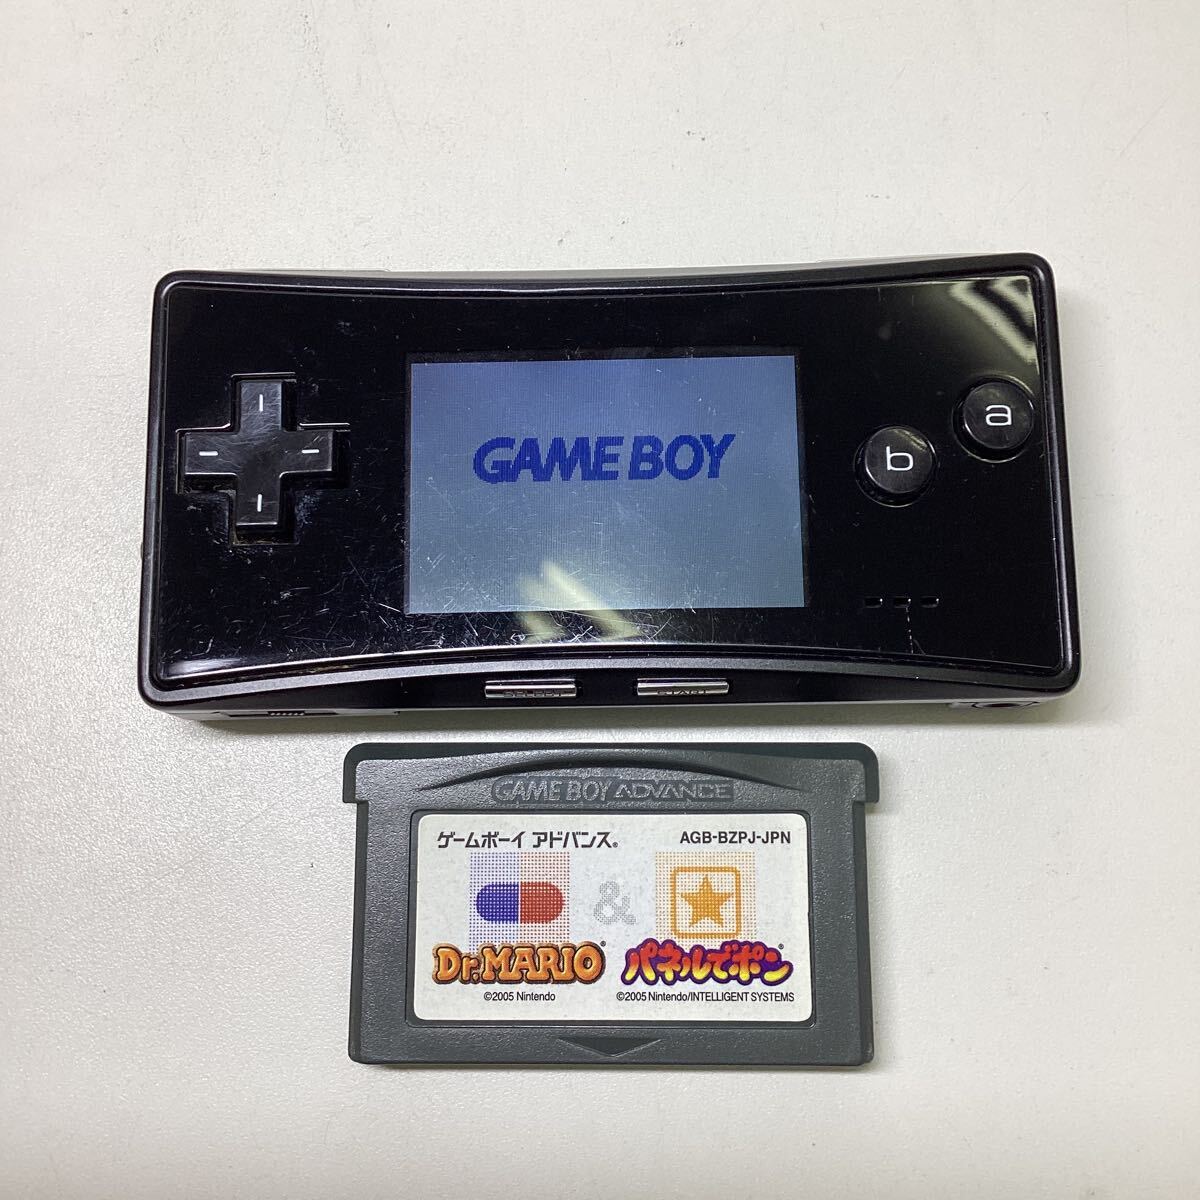 GAME BOY
a
b
SELECT
START
GAME BOY ADVANCE
ゲームボーイ アドバンス®
AGB-BZPJ-JPN
&
Dr.MARIO®
パネルでポン®
©2005 Nintendo
©2005 Nintendo/INTELLIGENT SYSTEMS